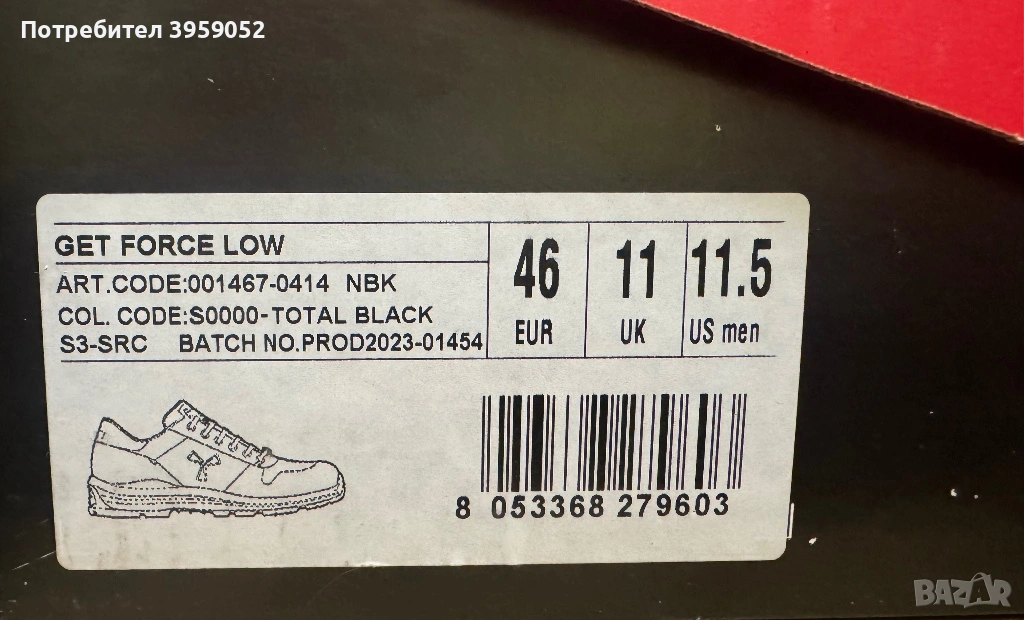 Потребител 3959052
GET FORCE LOW
ART.CODE:001467-0414 NBK
COL. CODE:S0000-TOTAL BLACK
S3-SRC BATCH NO.PROD2023-01454
46 11 11.5
EUR UK US men
8 053368 279603
BAZAR